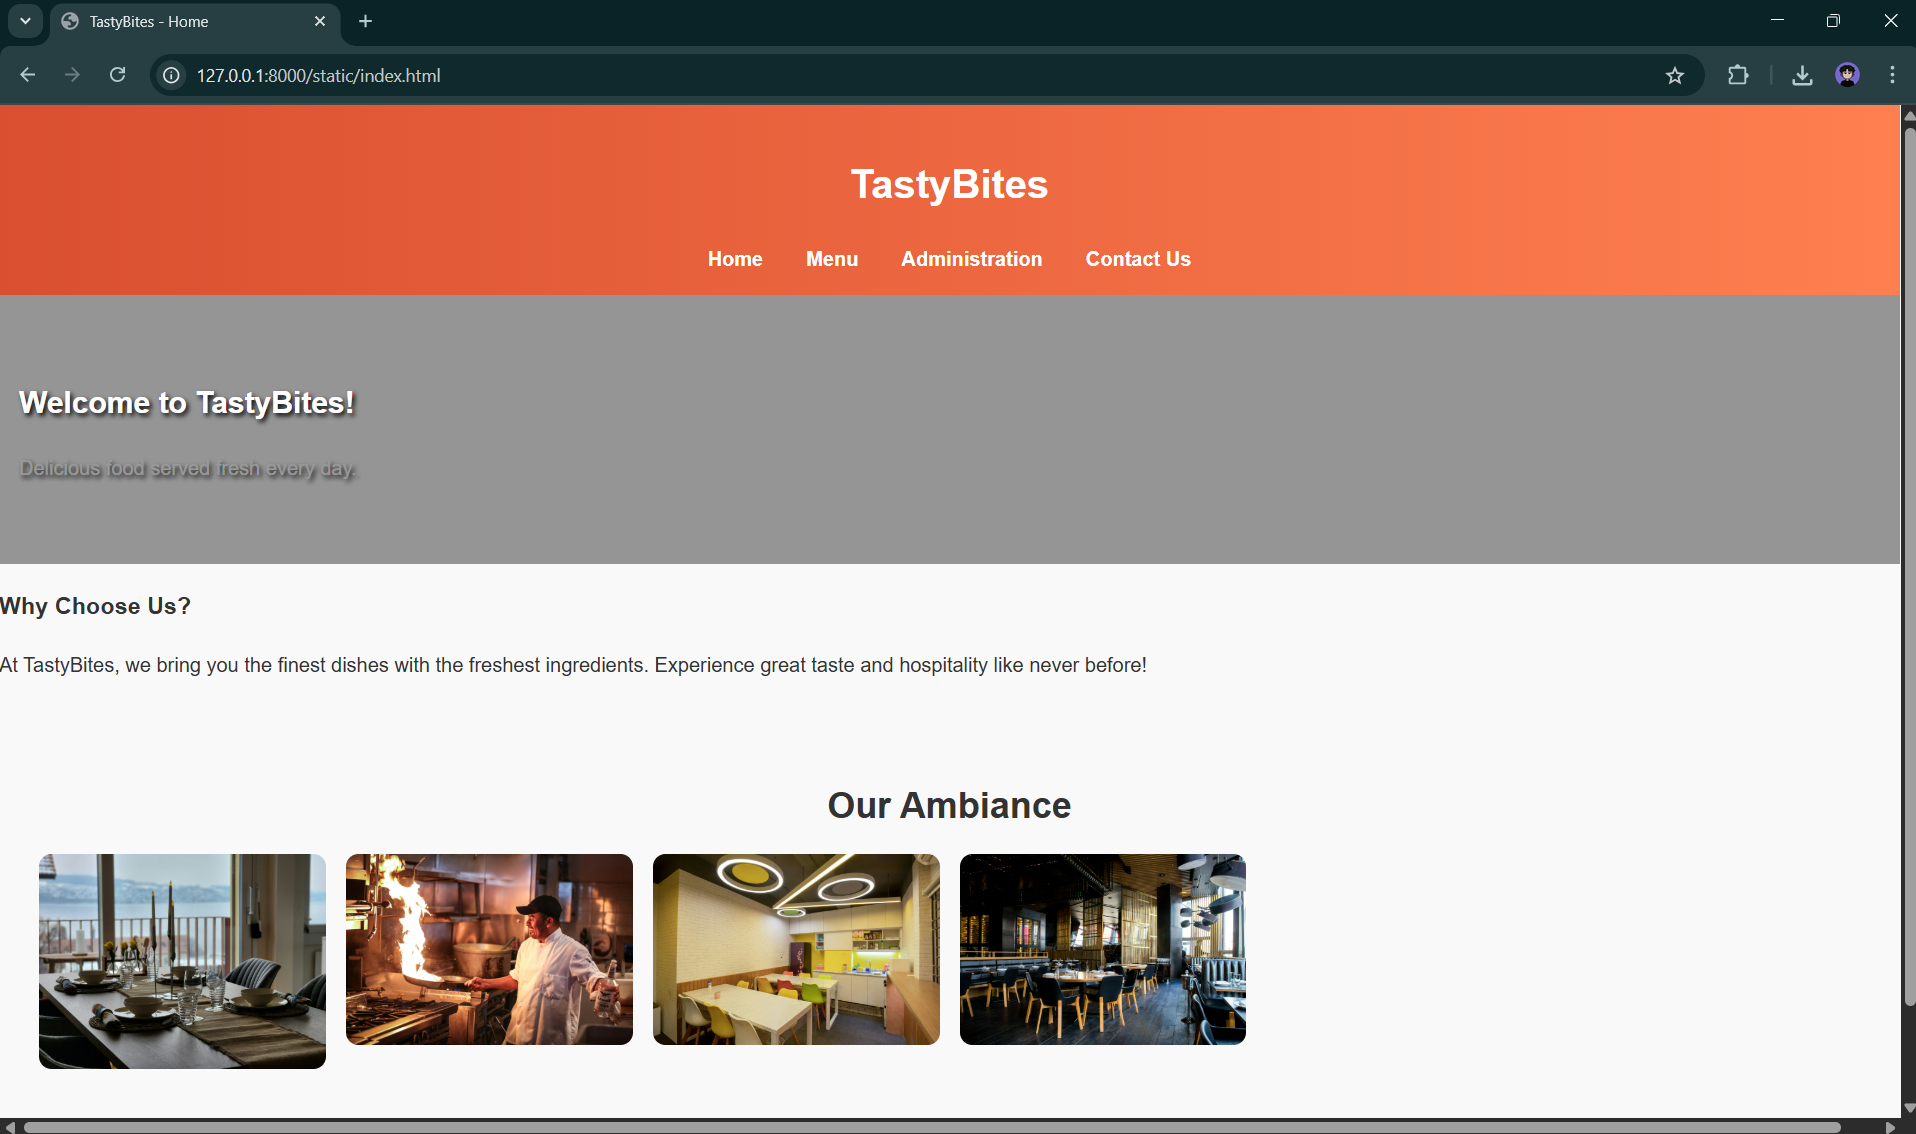 TastyBites - Home
127.0.0.1:8000/static/index.html
TastyBites
Home Menu Administration Contact Us
Welcome to TastyBites!
Delicious food served fresh every day.
Why Choose Us?
At TastyBites, we bring you the finest dishes with the freshest ingredients. Experience great taste and hospitality like never before!
Our Ambiance